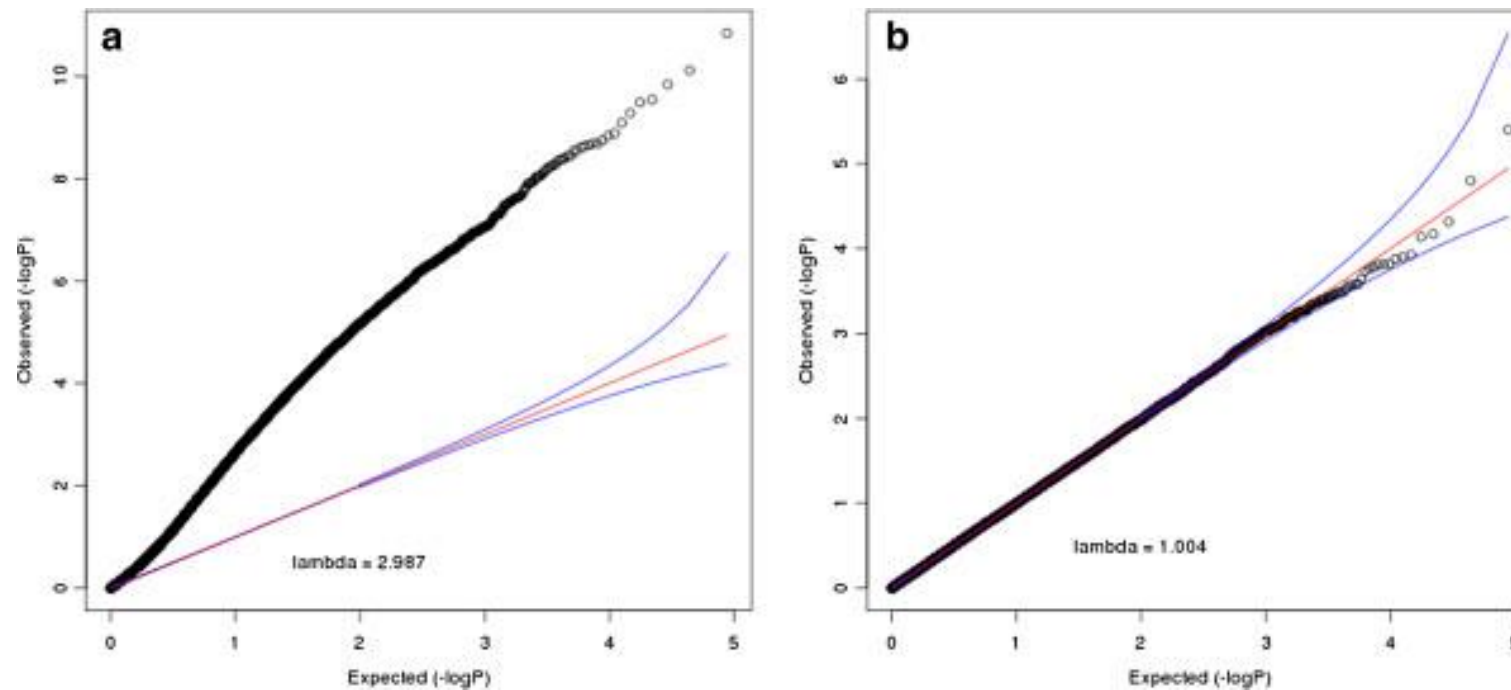 a
10
8
6
4
2
0
Observed (-logP)
lambda = 2.987
0 1 2 3 4 5
Expected (-logP)
b
6
5
4
3
2
1
0
Observed (-logP)
lambda = 1.004
0 1 2 3 4
Expected (-logP)